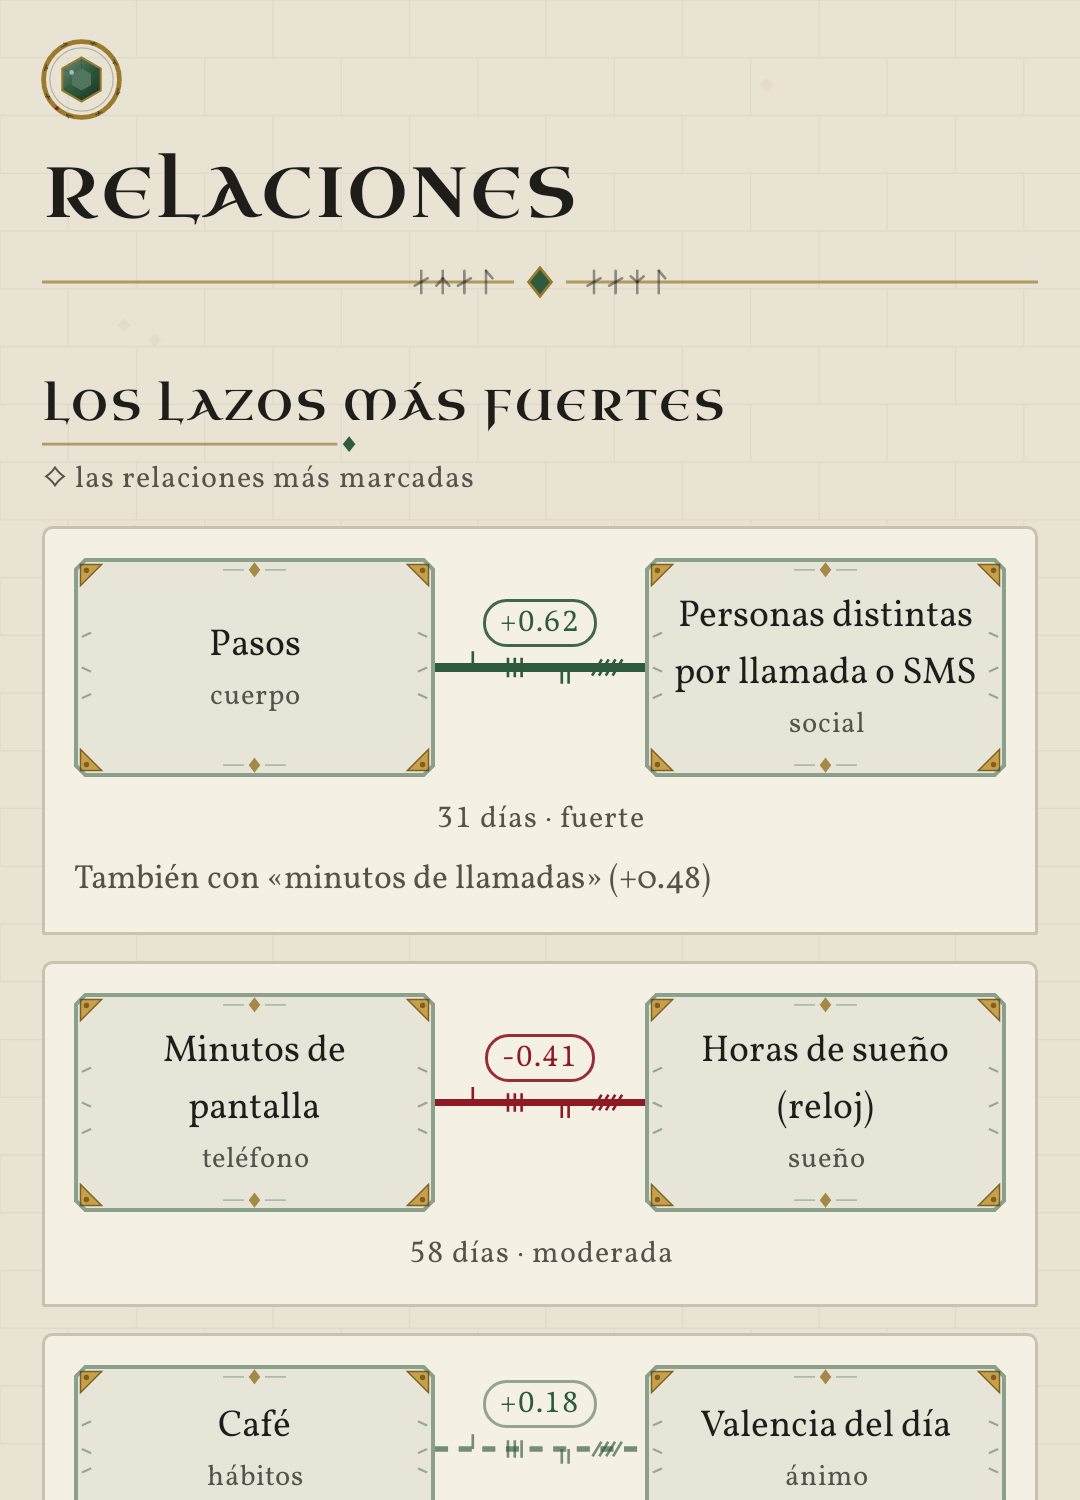 RELACIONES
LOS LAZOS MÁS FUERTES
las relaciones más marcadas
Pasos
cuerpo
+0.62
Personas distintas
por llamada o SMS
social
31 días · fuerte
También con «minutos de llamadas» (+0.48)
Minutos de
pantalla
teléfono
-0.41
Horas de sueño
(reloj)
sueño
58 días · moderada
Café
hábitos
+0.18
Valencia del día
ánimo